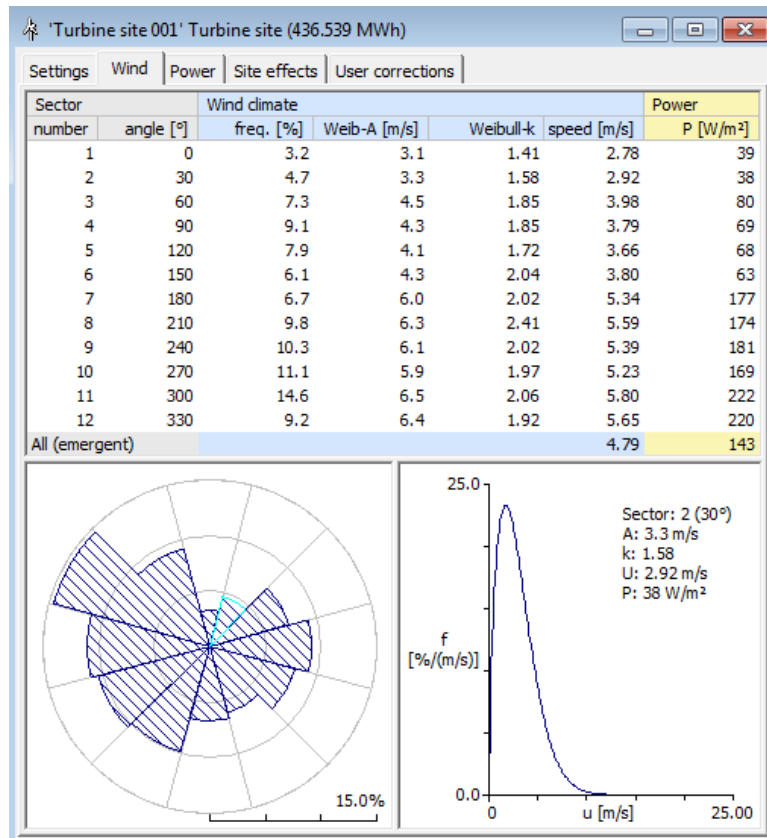 'Turbine site 001' Turbine site (436.539 MWh)
Settings Wind Power Site effects User corrections
Sector Wind climate Power
number angle [°] freq. [%] Weib-A [m/s] Weibull-k speed [m/s] P [W/m²]
1 0 3.2 3.1 1.41 2.78 39
2 30 4.7 3.3 1.58 2.92 38
3 60 7.3 4.5 1.85 3.98 80
4 90 9.1 4.3 1.85 3.79 69
5 120 7.9 4.1 1.72 3.66 68
6 150 6.1 4.3 2.04 3.80 63
7 180 6.7 6.0 2.02 5.34 177
8 210 9.8 6.3 2.41 5.59 174
9 240 10.3 6.1 2.02 5.39 181
10 270 11.1 5.9 1.97 5.23 169
11 300 14.6 6.5 2.06 5.80 222
12 330 9.2 6.4 1.92 5.65 220
All (emergent) 4.79 143
15.0%
25.0
Sector: 2 (30°)
A: 3.3 m/s
k: 1.58
U: 2.92 m/s
P: 38 W/m²
f
[%/(m/s)]
0.0
0 u [m/s] 25.00